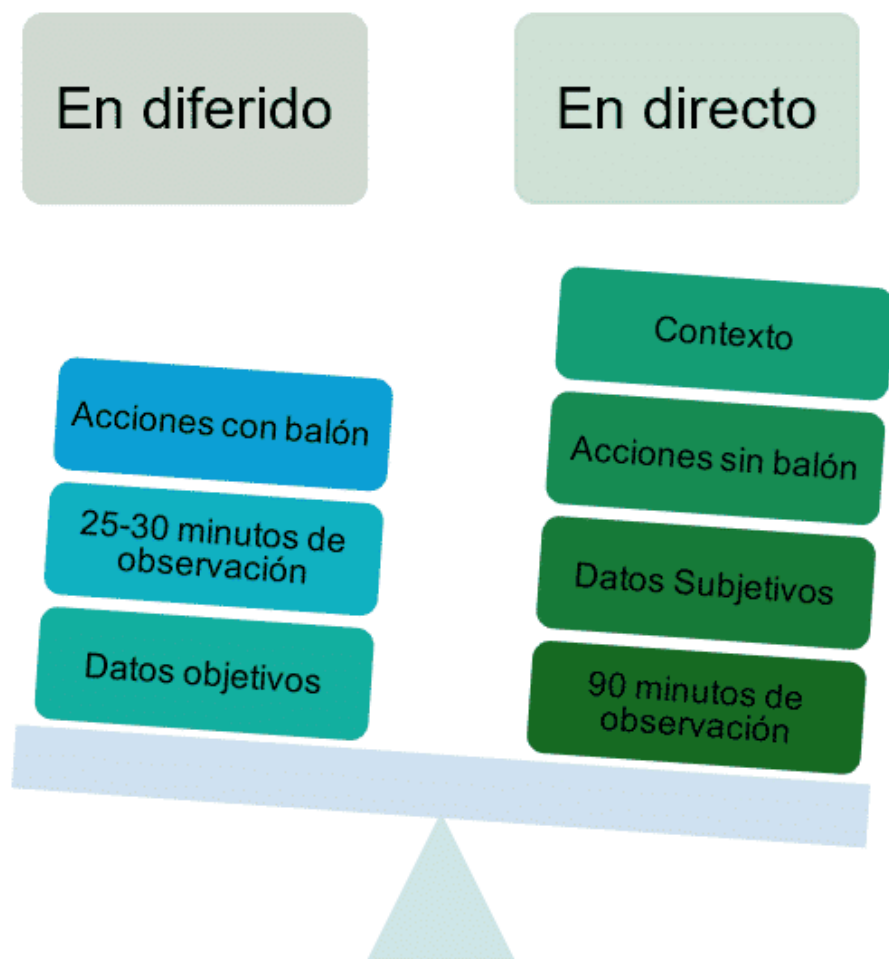 En diferido
En directo
Acciones con balón
25-30 minutos de
observación
Datos objetivos
Contexto
Acciones sin balón
Datos Subjetivos
90 minutos de
observación